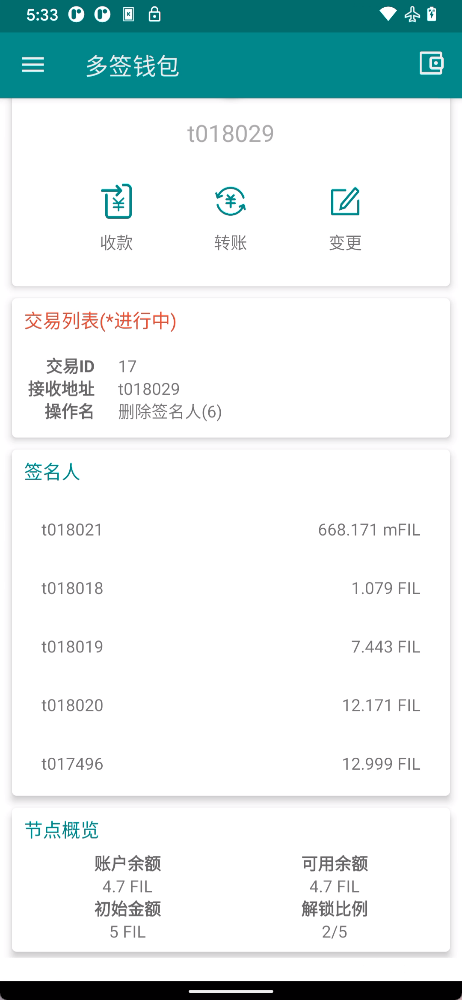 5:33
多签钱包
t018029
收款 转账 变更
交易列表(*进行中)
交易ID 17
接收地址 t018029
操作名 删除签名人(6)
签名人
t018021 668.171 mFIL
t018018 1.079 FIL
t018019 7.443 FIL
t018020 12.171 FIL
t017496 12.999 FIL
节点概览
账户余额 可用余额
4.7 FIL 4.7 FIL
初始金额 解锁比例
5 FIL 2/5